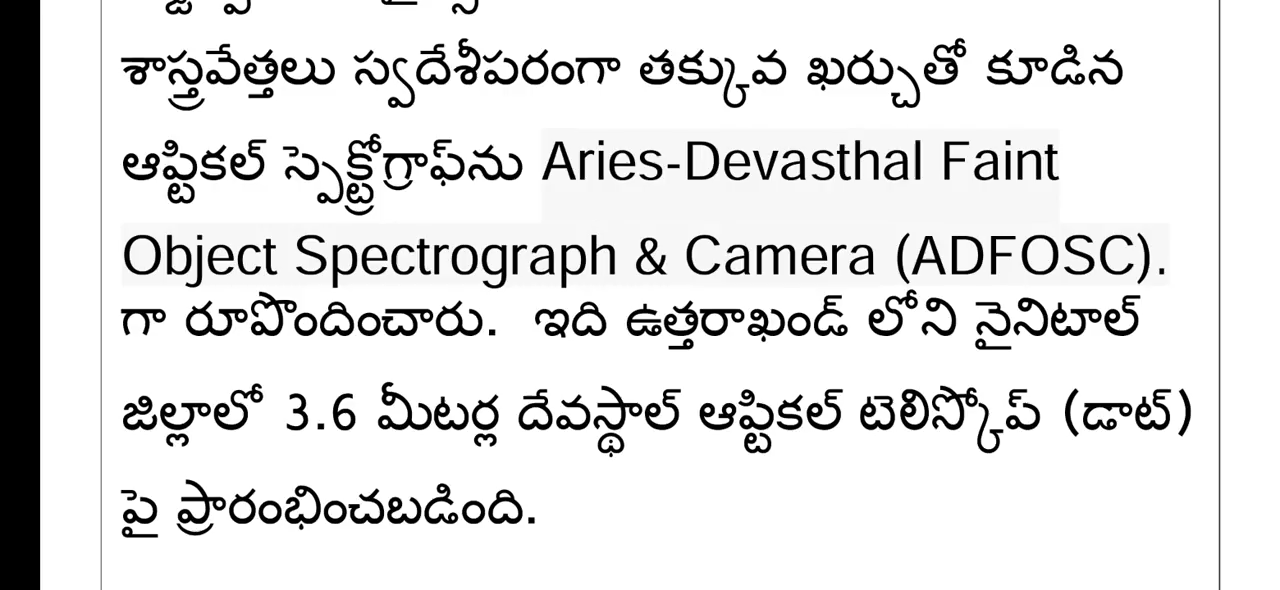 శాస్త్రవేత్తలు స్వదేశీపరంగా తక్కువ ఖర్చుతో కూడిన
ఆప్టికల్ స్పెక్ట్రోగ్రాఫ్‌ను Aries-Devasthal Faint
Object Spectrograph & Camera (ADFOSC).
గా రూపొందించారు. ఇది ఉత్తరాఖండ్ లోని నైనిటాల్
జిల్లాలో 3.6 మీటర్ల దేవస్థాల్ ఆప్టికల్ టెలిస్కోప్ (డాట్)
పై ప్రారంభించబడింది.